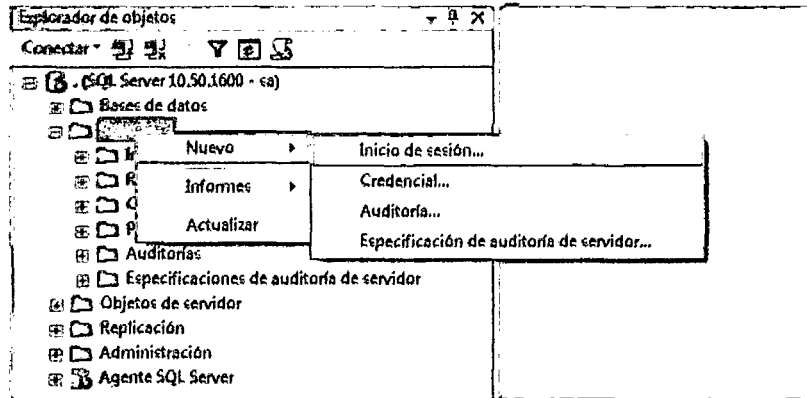 Explorador de objetos
Conectar
. (SQL Server 10.50.1600 - sa)
Bases de datos
Nuevo
Inicio de sesión...
Informes
Credencial...
Auditoría...
Actualizar
Especificación de auditoría de servidor...
Auditorías
Especificaciones de auditoría de servidor
Objetos de servidor
Replicación
Administración
Agente SQL Server